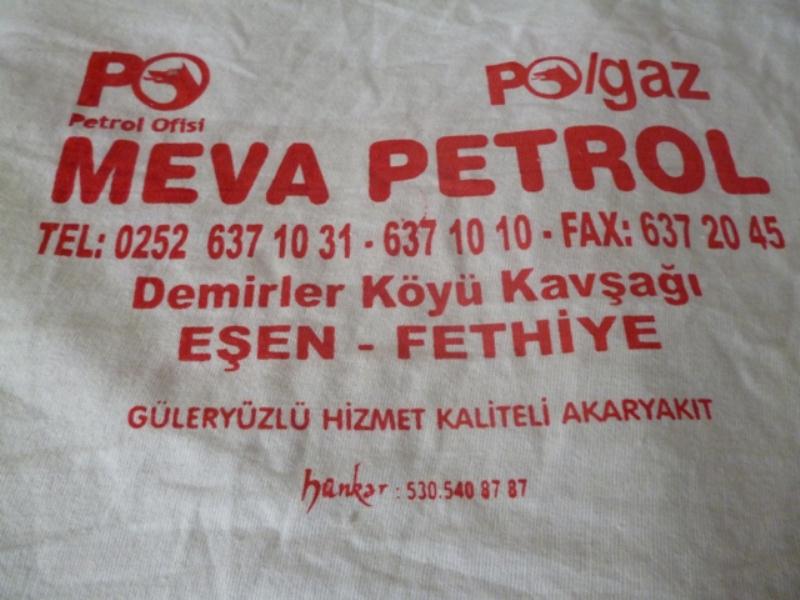 PO PO/gaz
Petrol Ofisi
MEVA PETROL
TEL: 0252 637 10 31 - 637 10 10 - FAX: 637 20 45
Demirler Köyü Kavşağı
EŞEN - FETHİYE
GÜLERYÜZLÜ HİZMET KALİTELİ AKARYAKIT
hankar : 530.540 87 87